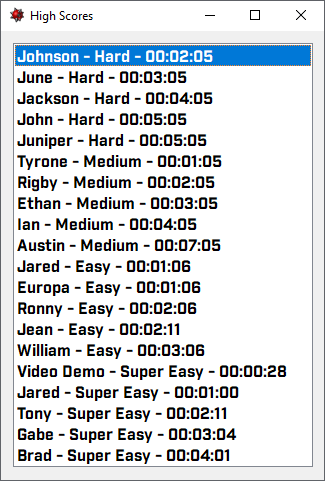 High Scores
Johnson - Hard - 00:02:05
June - Hard - 00:03:05
Jackson - Hard - 00:04:05
John - Hard - 00:05:05
Juniper - Hard - 00:05:05
Tyrone - Medium - 00:01:05
Rigby - Medium - 00:02:05
Ethan - Medium - 00:03:05
Ian - Medium - 00:04:05
Austin - Medium - 00:07:05
Jared - Easy - 00:01:06
Europa - Easy - 00:01:06
Ronny - Easy - 00:02:06
Jean - Easy - 00:02:11
William - Easy - 00:03:06
Video Demo - Super Easy - 00:00:28
Jared - Super Easy - 00:01:00
Tony - Super Easy - 00:02:11
Gabe - Super Easy - 00:03:04
Brad - Super Easy - 00:04:01